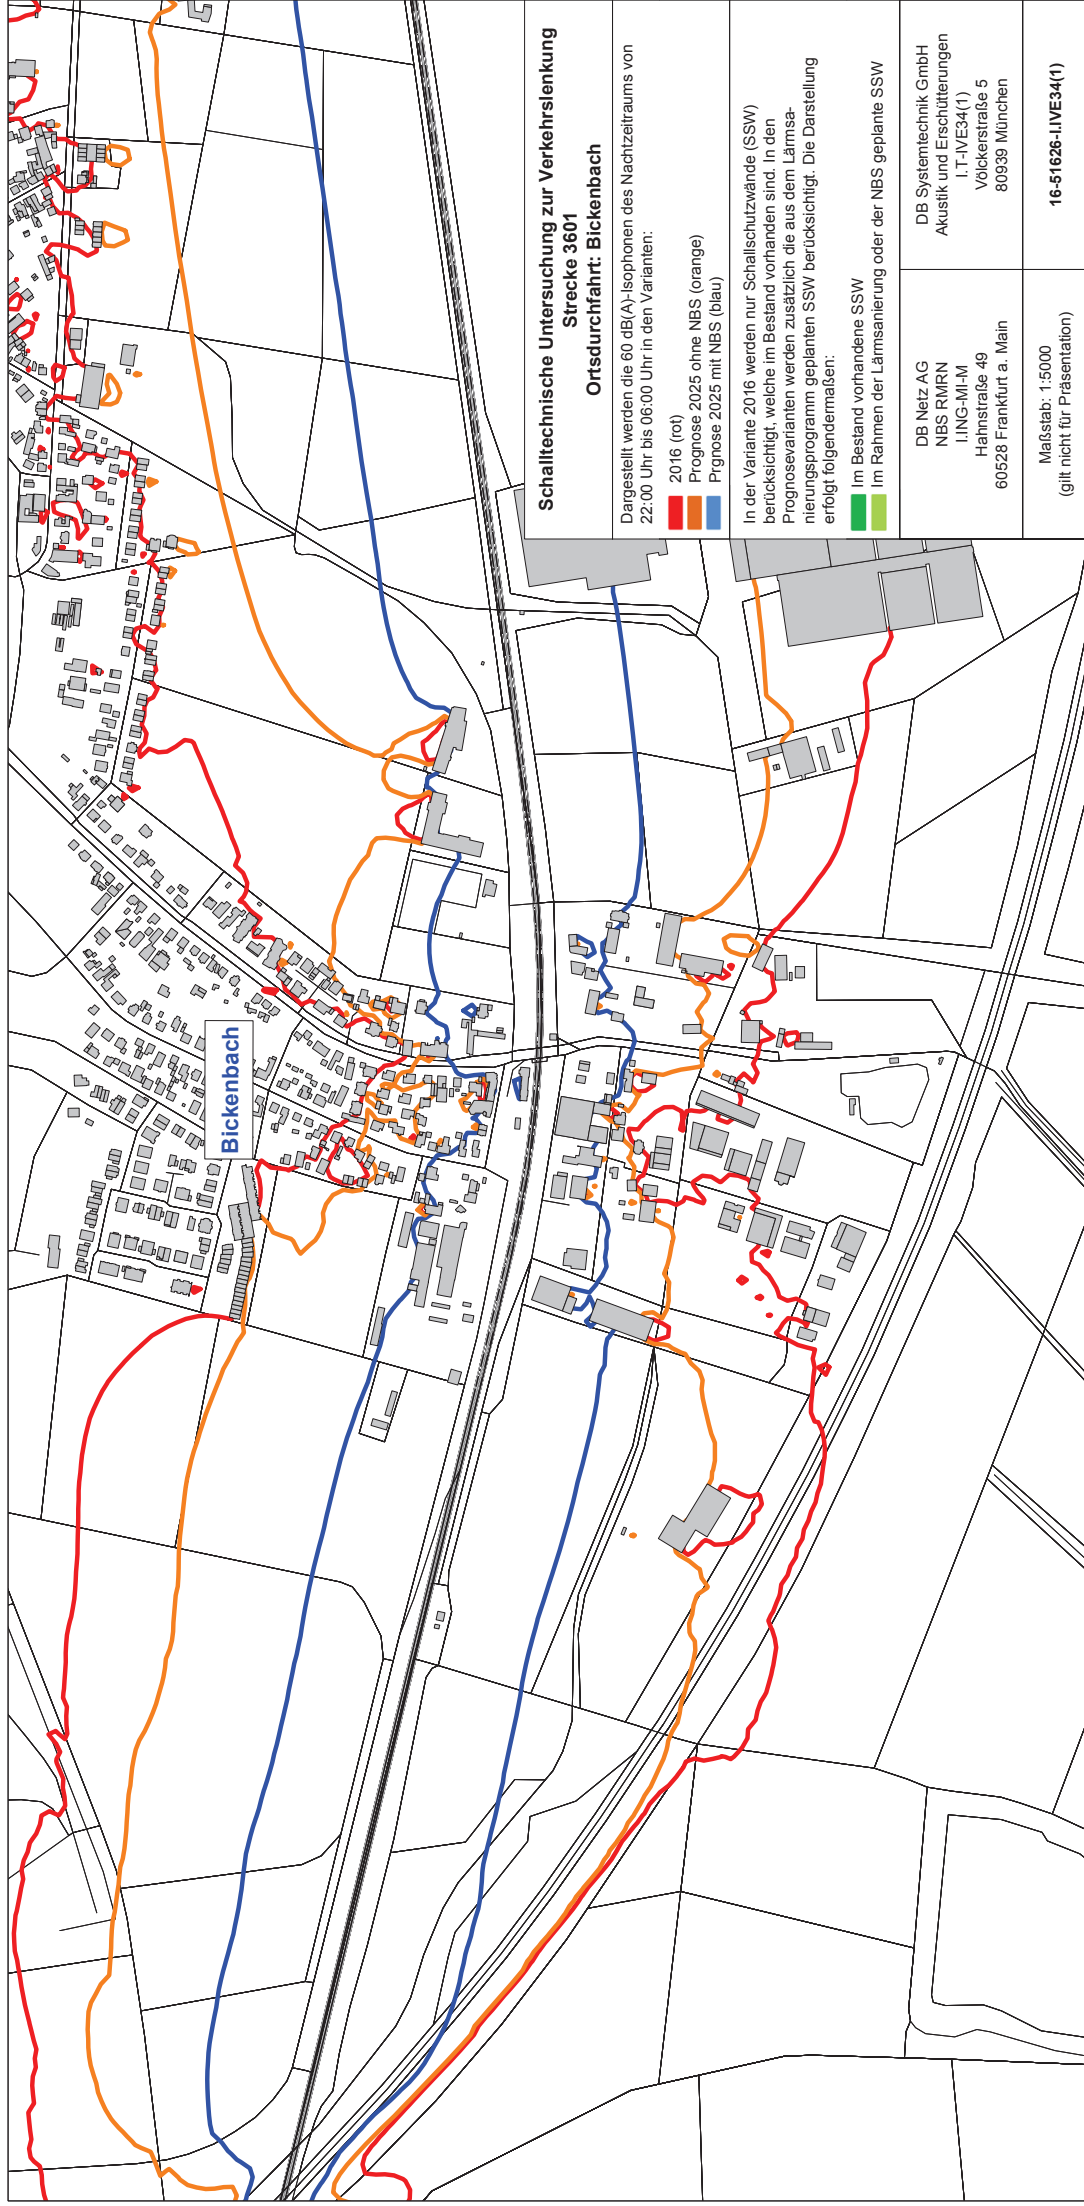 Bickenbach
Schalltechnische Untersuchung zur Verkehrslenkung
Strecke 3601
Ortsdurchfahrt: Bickenbach
Dargestellt werden die 60 dB(A)-Isophonen des Nachtzeitraums von
22:00 Uhr bis 06:00 Uhr in den Varianten:
2016 (rot)
Prognose 2025 ohne NBS (orange)
Prgnose 2025 mit NBS (blau)
In der Variante 2016 werden nur Schallschutzwände (SSW)
berücksichtigt, welche im Bestand vorhanden sind. In den
Prognosevarianten werden zusätzlich die aus dem Lärmsa-
nierungsprogramm geplanten SSW berücksichtigt. Die Darstellung
erfolgt folgendermaßen:
Im Bestand vorhandene SSW
Im Rahmen der Lärmsanierung oder der NBS geplante SSW
DB Netz AG
NBS RMRN
I.ING-MI-M
Hahnstraße 49
60528 Frankfurt a. Main
DB Systemtechnik GmbH
Akustik und Erschütterungen
I.T-IVE34(1)
Völckerstraße 5
80939 München
Maßstab: 1:5000
(gilt nicht für Präsentation)
16-51626-I.IVE34(1)